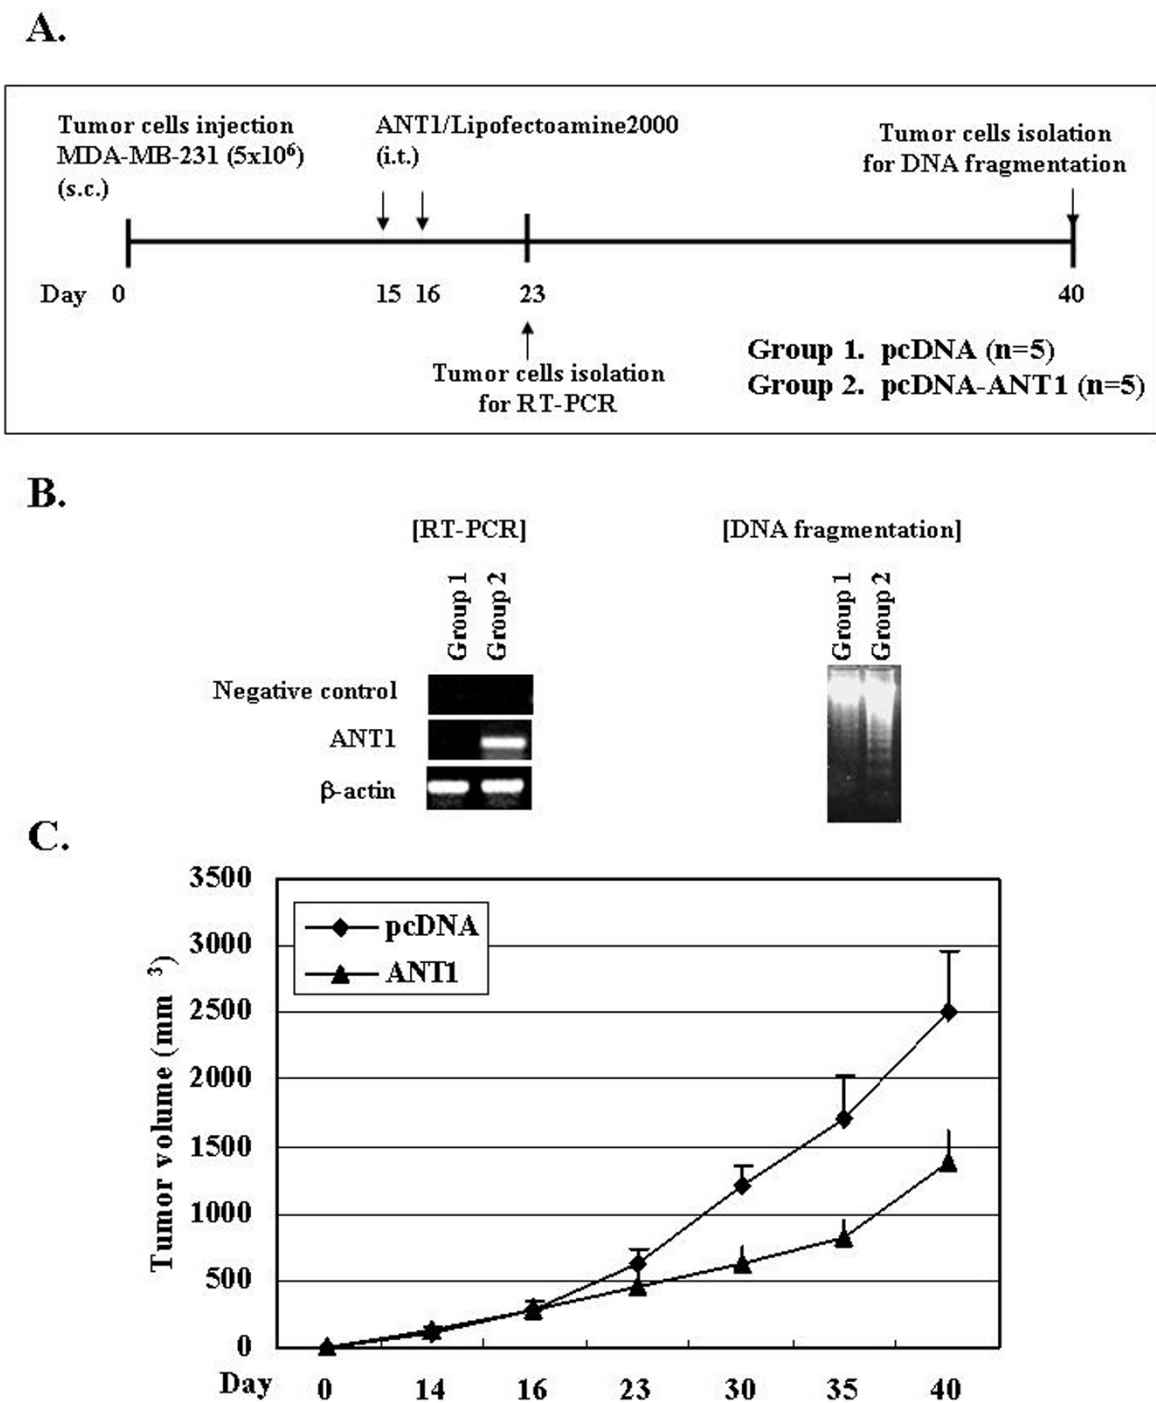 A.
Tumor cells injection
MDA-MB-231 (5x10⁶)
(s.c.)
ANT1/Lipofectoamine2000
(i.t.)
Tumor cells isolation
for DNA fragmentation
Day 0 15 16 23 40
Tumor cells isolation
for RT-PCR
Group 1. pcDNA (n=5)
Group 2. pcDNA-ANT1 (n=5)
B.
[RT-PCR]
Group 1
Group 2
Negative control
ANT1
β-actin
[DNA fragmentation]
Group 1
Group 2
C.
Tumor volume (mm 3)
3500
3000
2500
2000
1500
1000
500
0
pcDNA
ANT1
Day 0 14 16 23 30 35 40